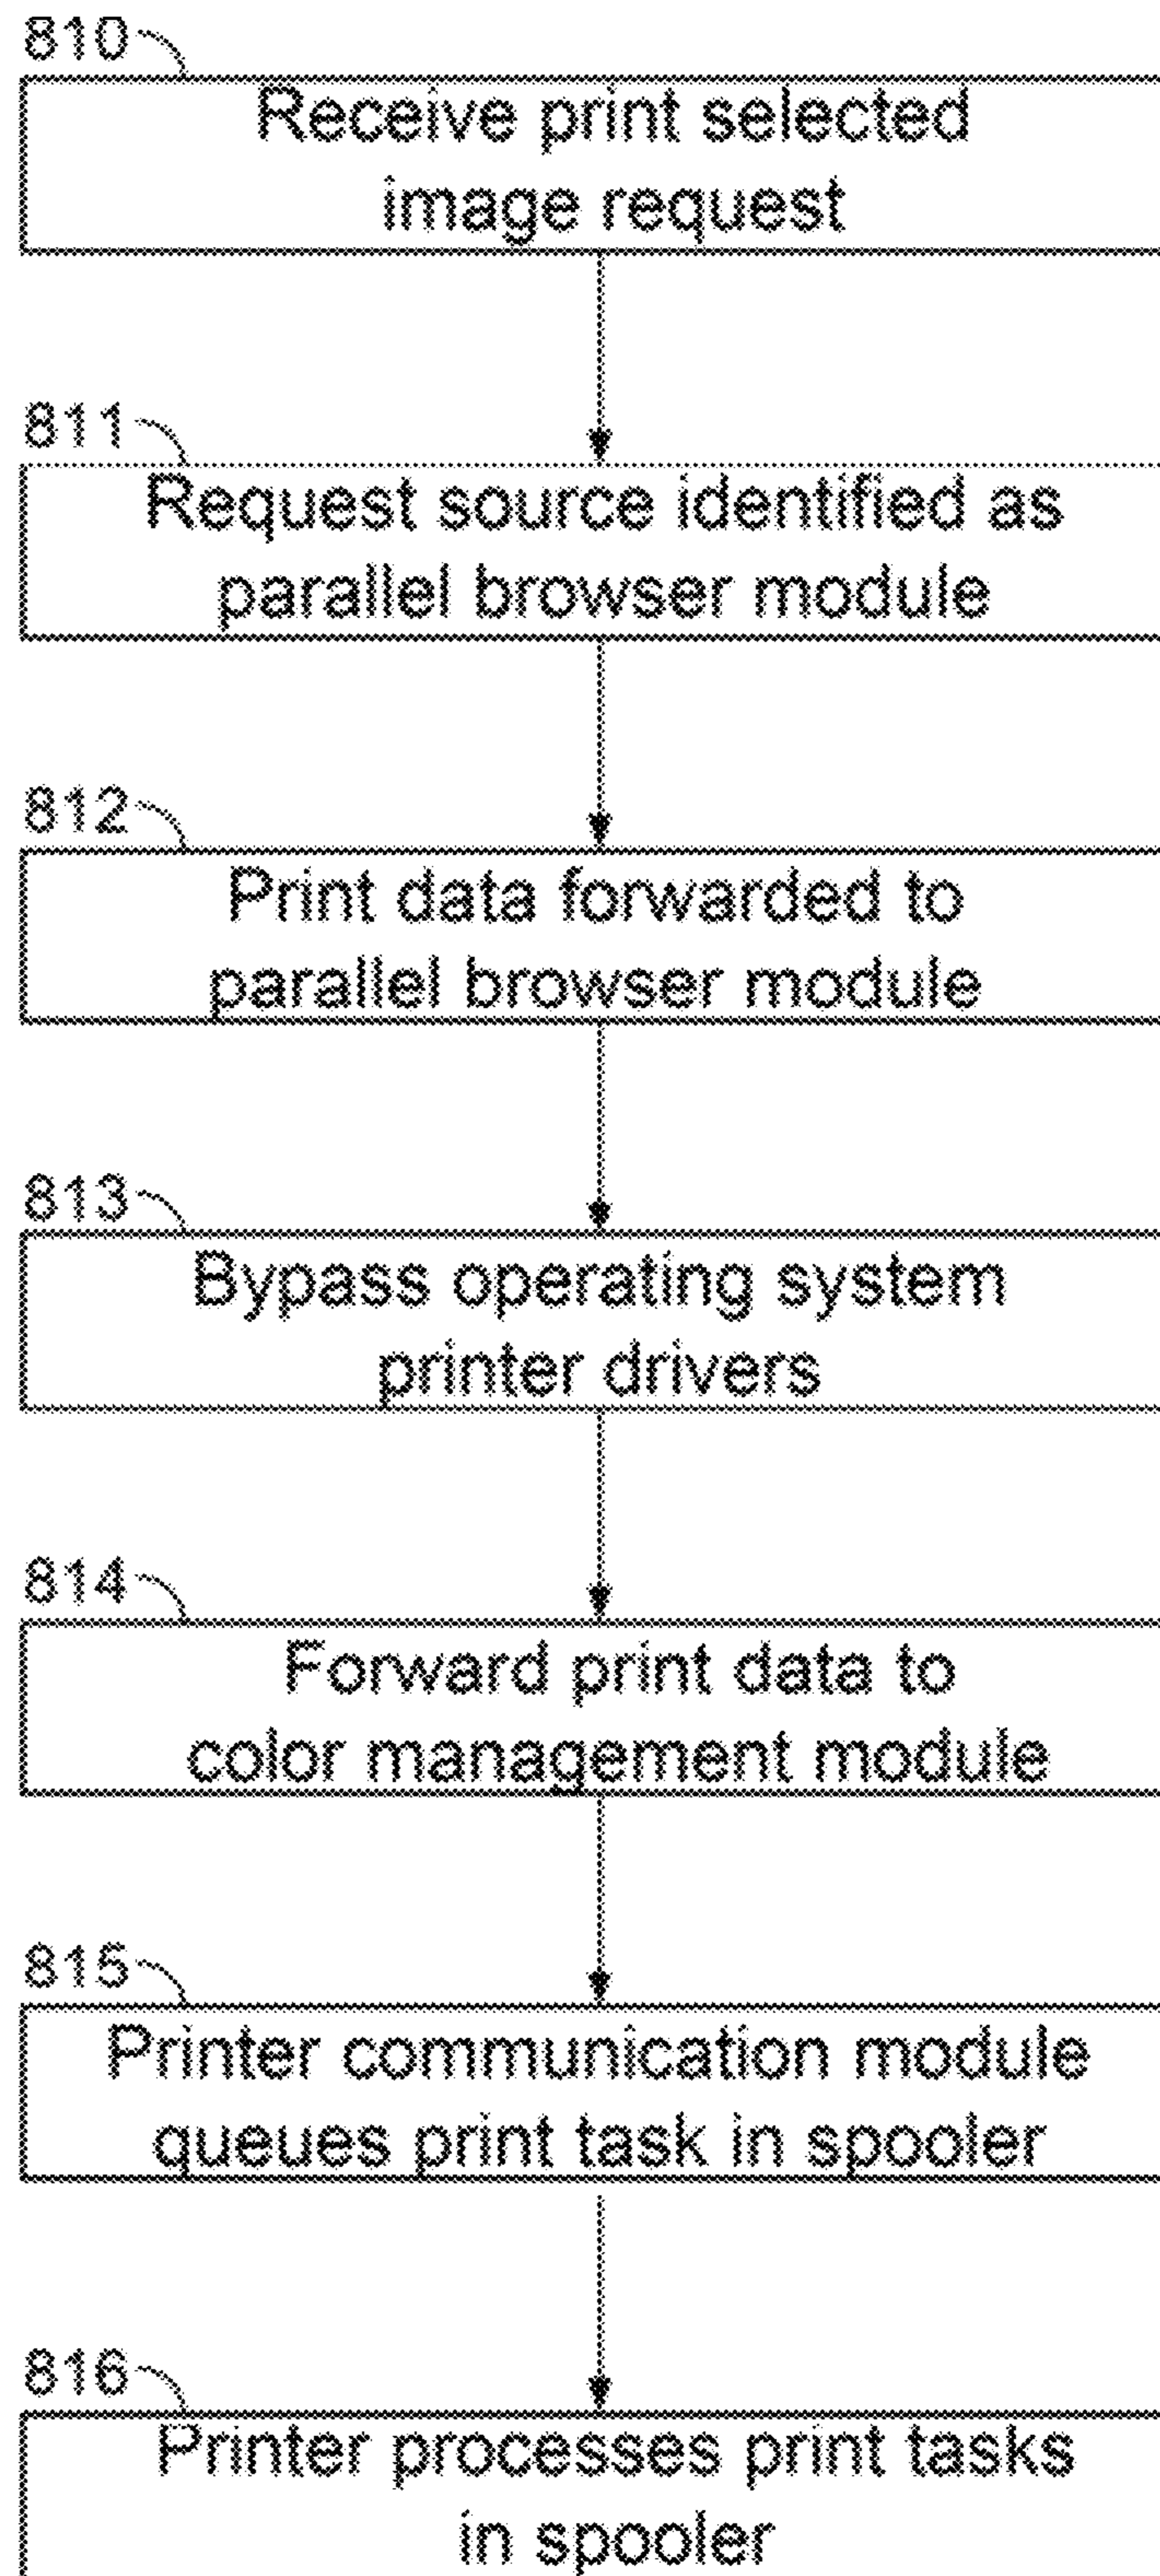 810
Receive print selected
image request
811
Request source identified as
parallel browser module
812
Print data forwarded to
parallel browser module
813
Bypass operating system
printer drivers
814
Forward print data to
color management module
815
Printer communication module
queues print task in spooler
816
Printer processes print tasks
in spooler